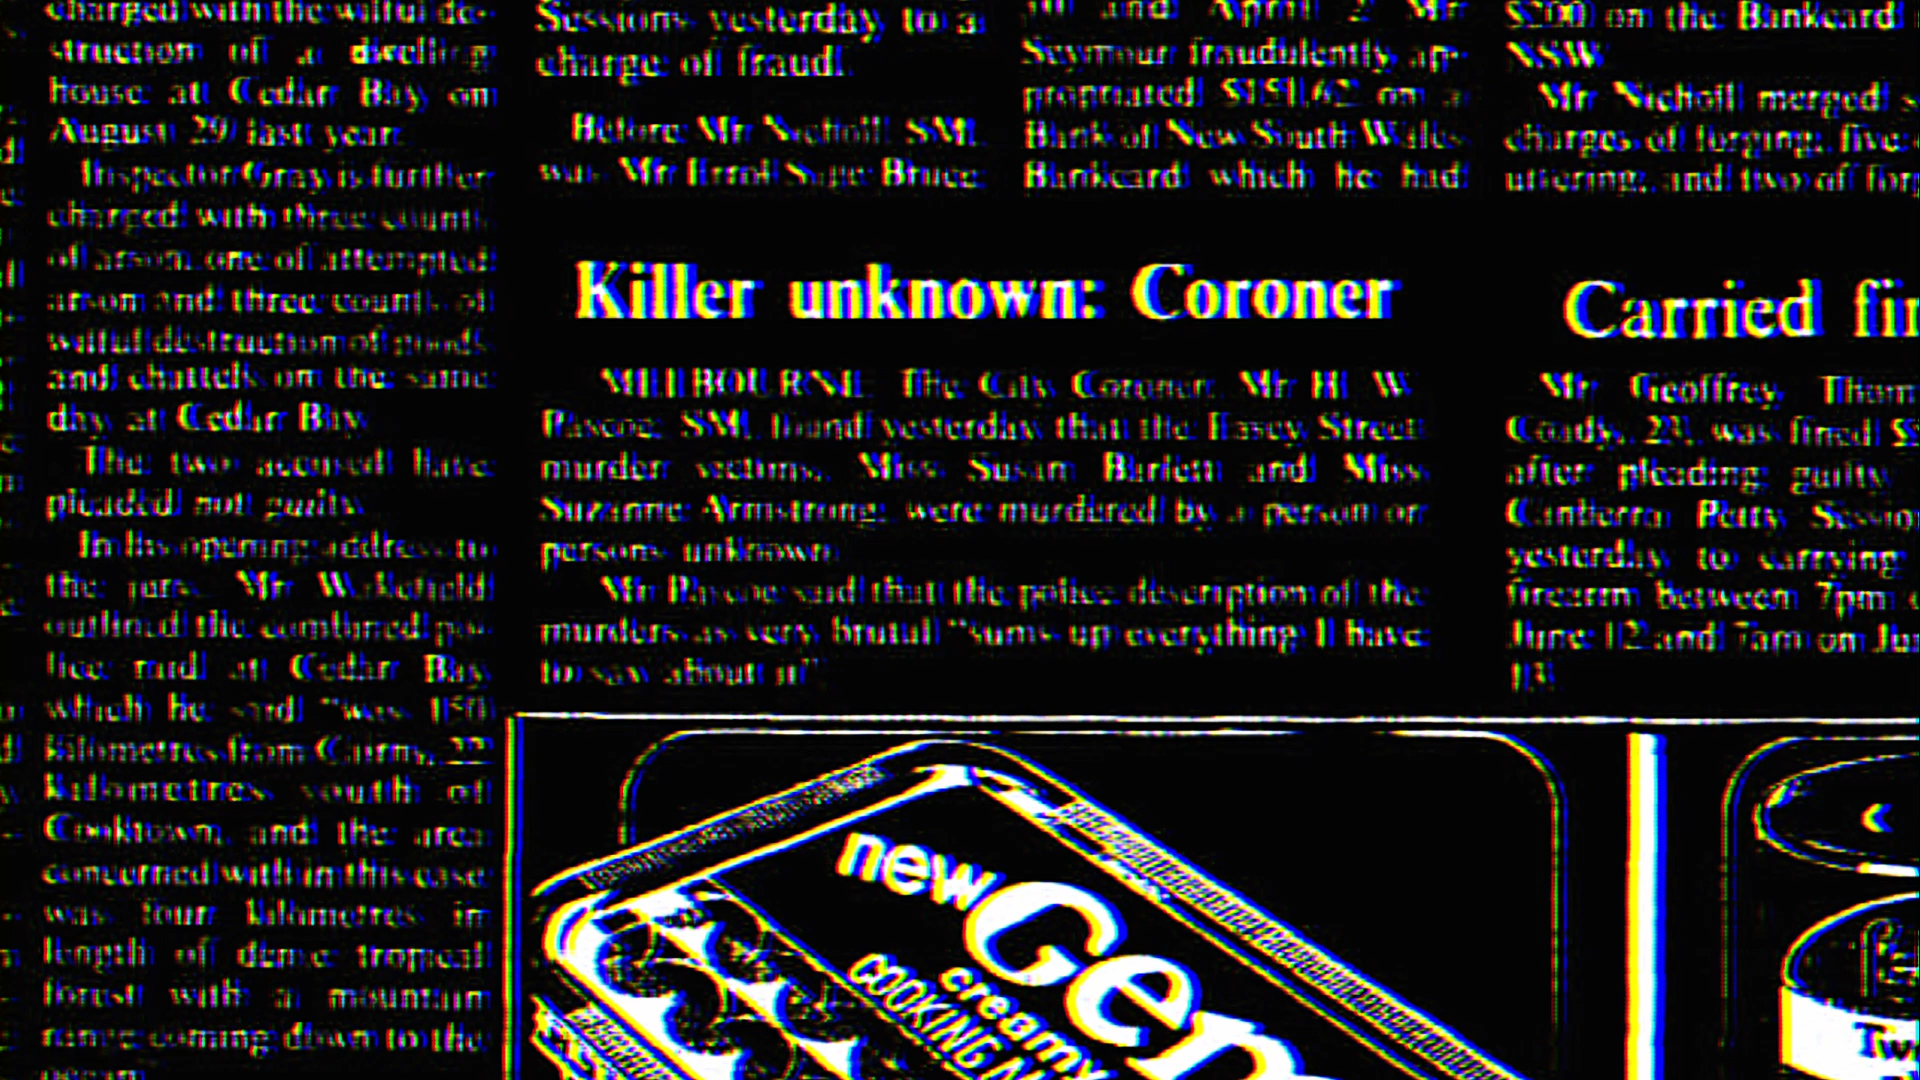 charged with the wilful de-
struction of a dwelling
house at Cedar Bay on
August 29 last year.
Inspector Gray is further
charged with three counts
of arson, one of attempted
arson and three counts of
wilful destruction of goods
and chattels on the same
day at Cedar Bay.
The two accused have
pleaded not guilty.
In his opening address to
the jury, Mr Wakefield
outlined the combined po-
lice raid at Cedar Bay
which he said "was 150
kilometres from Cairns, 22
kilometres south of
Cooktown, and the area
concerned with in this case
was four kilometres in
length of dense tropical
forest with a mountain
range coming down to the
ocean
Sessions yesterday to a
charge of fraud.
Before Mr Nicholl SM,
was Mr Errol Sage Bruce
and April 2 Mr
Seymour fraudulently ap-
propriated $151.62 on a
Bank of New South Wales
Bankcard which he had
$200 on the Bankcard
NSW.
Mr Nicholl merged
charges of forging, five
uttering, and two of forg
Killer unknown: Coroner
MELBOURNE: The City Coroner, Mr H. W.
Pascoe SM, found yesterday that the Easey Street
murder victims, Miss Susan Bartlett and Miss
Suzanne Armstrong, were murdered by a person or
persons unknown.
Mr Pascoe said that the police description of the
murders as very brutal "sums up everything I have
to say about it".
Carried fir
Mr Geoffrey Thom
Coady, 23, was fined $
after pleading guilty
Canberra Petty Sessio
yesterday to carrying
firearm between 7pm
June 12 and 7am on Ju
13.
new Gen
creamy
COOKING M
Tw